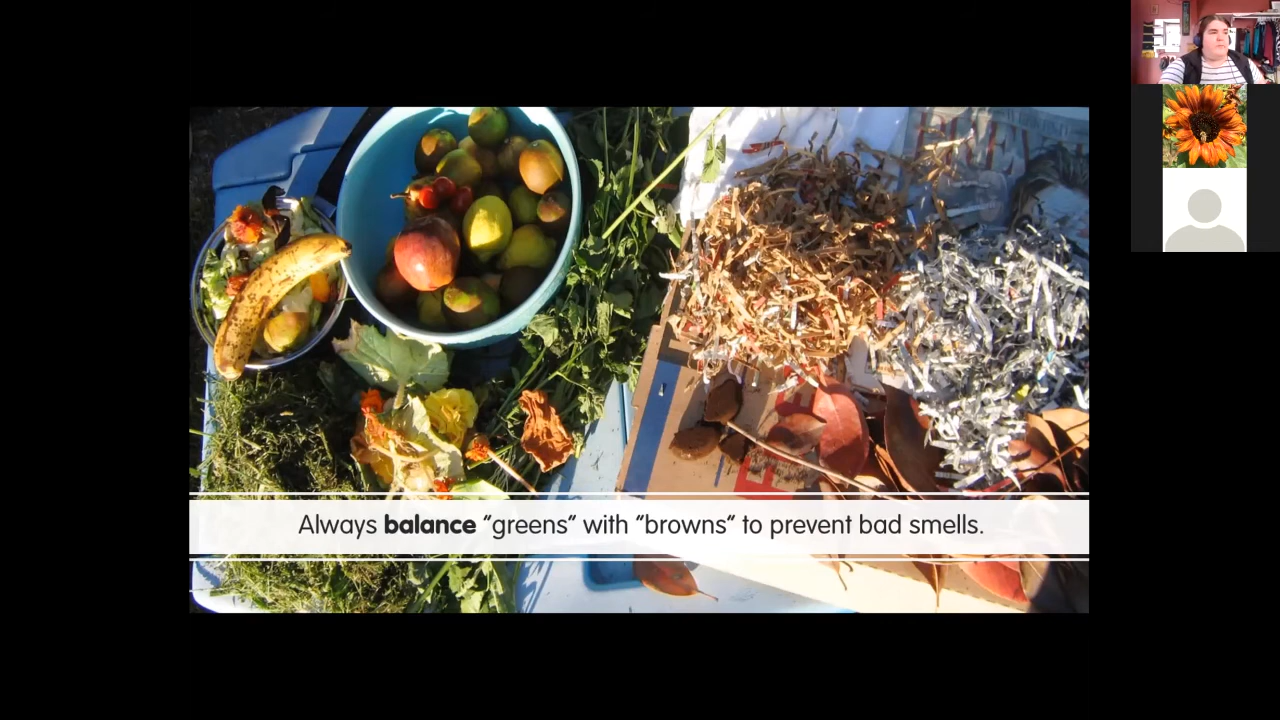 Always balance “greens” with “browns” to prevent bad smells.